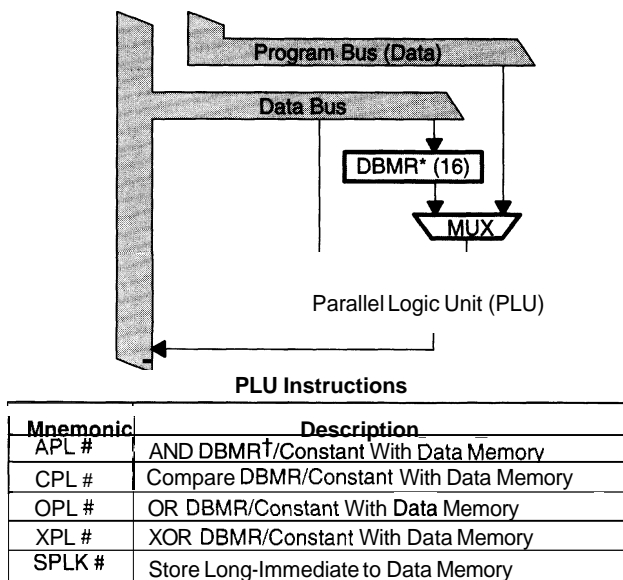 Program Bus (Data)
Data Bus
DBMR* (16)
MUX
Parallel Logic Unit (PLU)
PLU Instructions
Mnemonic Description
APL # AND DBMR†/Constant With Data Memory
CPL # Compare DBMR/Constant With Data Memory
OPL # OR DBMR/Constant With Data Memory
XPL # XOR DBMR/Constant With Data Memory
SPLK # Store Long-Immediate to Data Memory